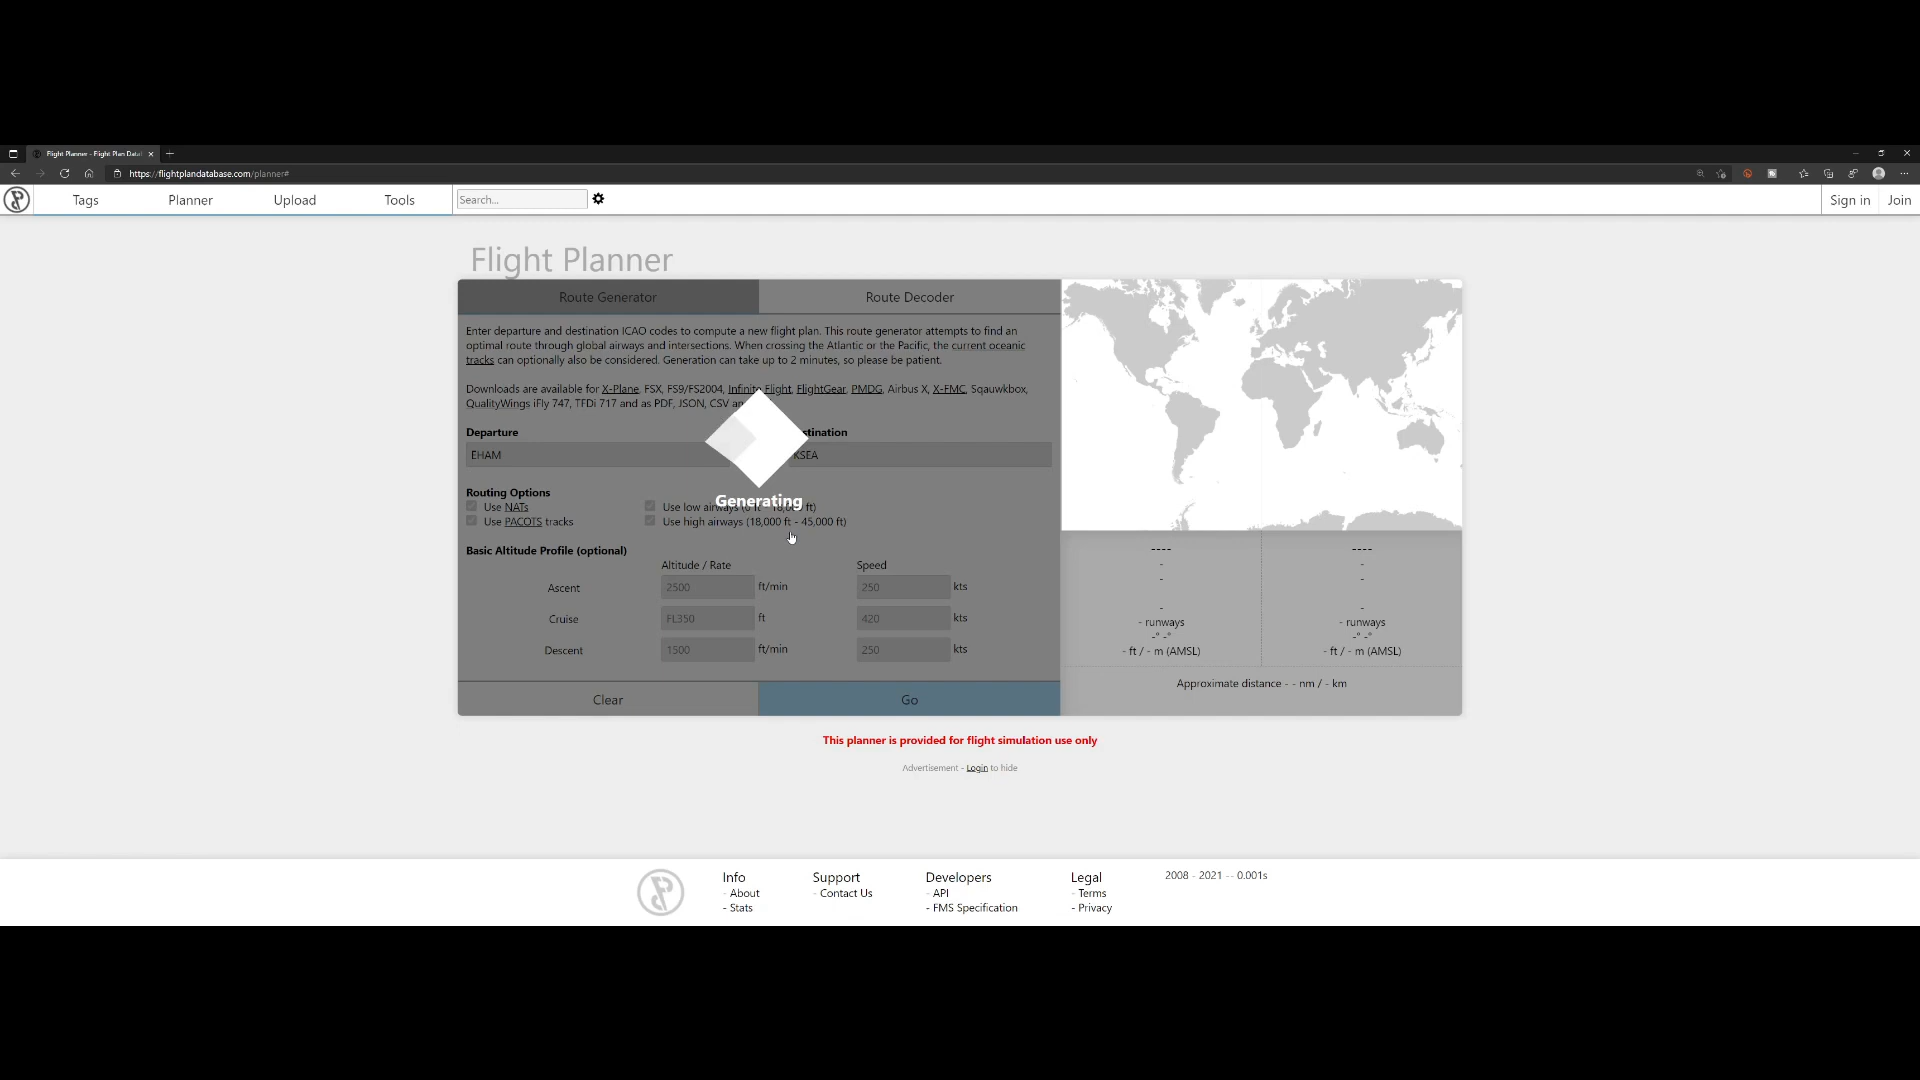 Flight Planner - Flight Plan Datab
https://flightplandatabase.com/planner#
Tags Planner Upload Tools Search... Sign in Join
Flight Planner
Route Generator Route Decoder
Enter departure and destination ICAO codes to compute a new flight plan. This route generator attempts to find an
optimal route through global airways and intersections. When crossing the Atlantic or the Pacific, the current oceanic
tracks can optionally also be considered. Generation can take up to 2 minutes, so please be patient.
Downloads are available for X-Plane, FSX, FS9/FS2004, Infinite Flight, FlightGear, PMDG, Airbus X, X-FMC, Sqauwkbox,
QualityWings iFly 747, TFDi 717 and as PDF, JSON, CSV
Departure stination
EHAM KSEA
Generating
Routing Options
Use NATs Use low airways (0 ft - 18,0 ft)
Use PACOTS tracks Use high airways (18,000 ft - 45,000 ft)
Basic Altitude Profile (optional)
Altitude / Rate Speed
Ascent 2500 ft/min 250 kts
Cruise FL350 ft 420 kts
Descent 1500 ft/min 250 kts
Clear Go
---- ----
- -
- -
- -
- runways - runways
-° -° -° -°
- ft / - m (AMSL) - ft / - m (AMSL)
Approximate distance - - nm / - km
This planner is provided for flight simulation use only
Advertisement - Login to hide
Info Support Developers Legal 2008 - 2021 -- 0.001s
- About - Contact Us - API - Terms
- Stats - FMS Specification - Privacy